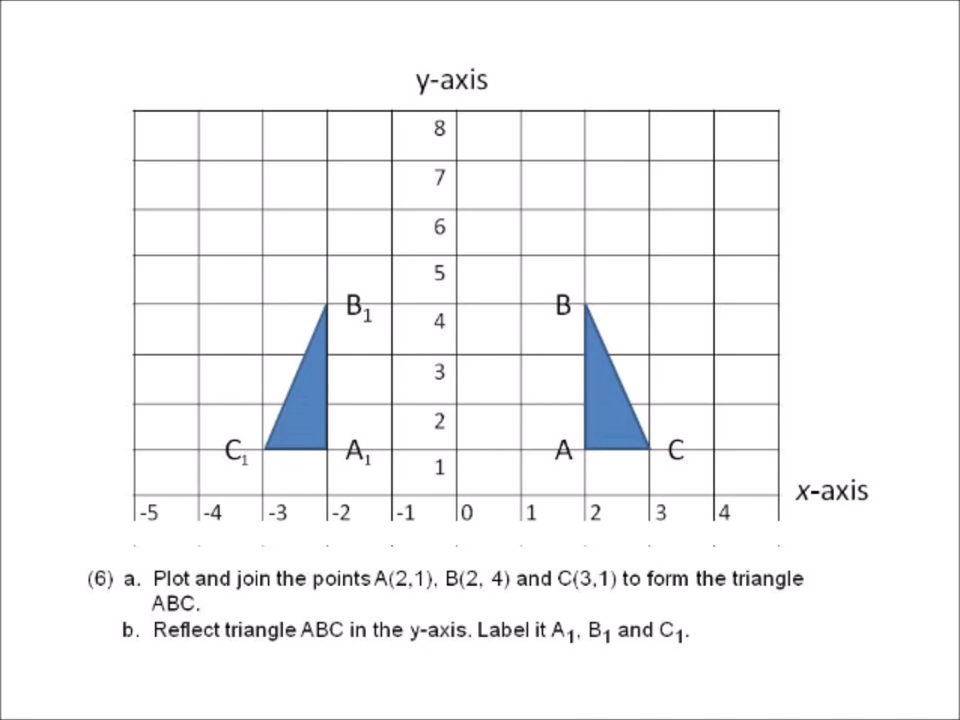 y-axis
8
7
6
5
B₁ B
4
3
2
C₁ A₁ A C
1
x-axis
-5 -4 -3 -2 -1 0 1 2 3 4
(6) a. Plot and join the points A(2,1), B(2, 4) and C(3,1) to form the triangle
ABC.
b. Reflect triangle ABC in the y-axis. Label it A₁, B₁ and C₁.